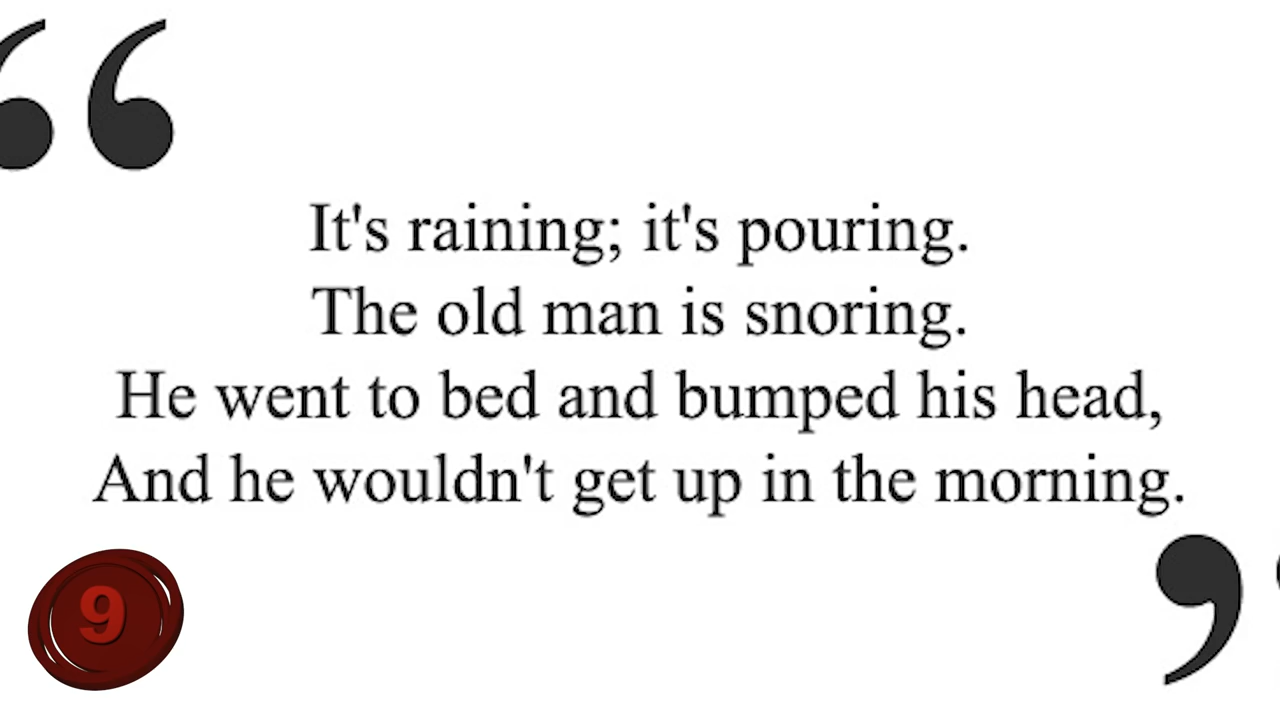 It's raining; it's pouring.
The old man is snoring.
He went to bed and bumped his head,
And he wouldn't get up in the morning.
9